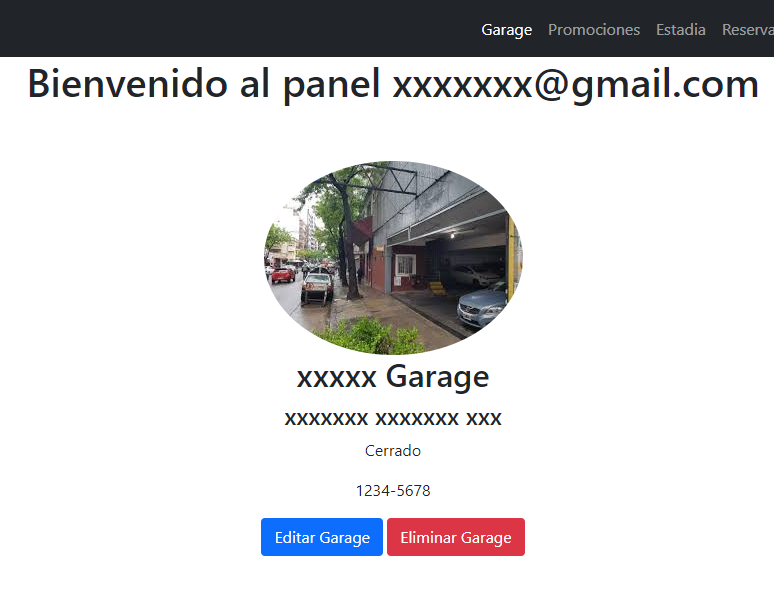 Garage Promociones Estadia Reserva
Bienvenido al panel xxxxxxx@gmail.com
xxxxx Garage
xxxxxxx xxxxxxx xxx
Cerrado
1234-5678
Editar Garage Eliminar Garage